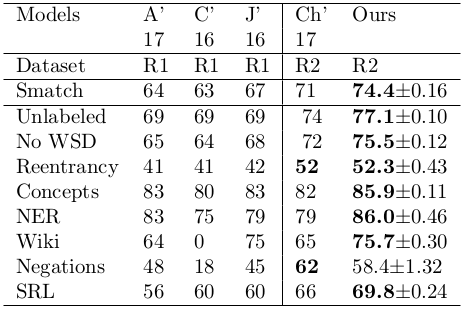 Models A' C' J' Ch' Ours
17 16 16 17
Dataset R1 R1 R1 R2 R2
Smatch 64 63 67 71 74.4±0.16
Unlabeled 69 69 69 74 77.1±0.10
No WSD 65 64 68 72 75.5±0.12
Reentrancy 41 41 42 52 52.3±0.43
Concepts 83 80 83 82 85.9±0.11
NER 83 75 79 79 86.0±0.46
Wiki 64 0 75 65 75.7±0.30
Negations 48 18 45 62 58.4±1.32
SRL 56 60 60 66 69.8±0.24